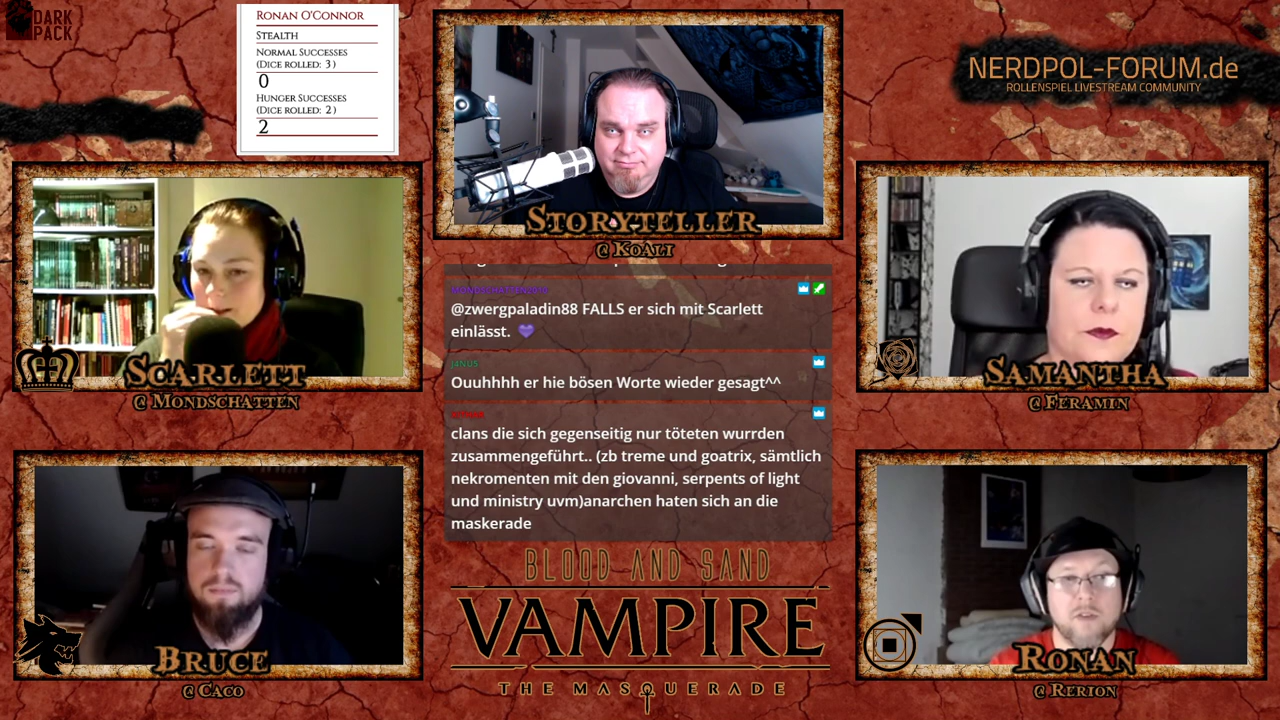 DARK
PACK
RONAN O'CONNOR
STEALTH
NORMAL SUCCESSES
(DICE ROLLED: 3)
0
HUNGER SUCCESSES
(DICE ROLLED: 2)
2
NERDPOL-FORUM.de
ROLLENSPIEL LIVESTREAM COMMUNITY
STORYTELLER
@ KOALI
SCARLETT
@ MONDSCHATTEN
SAMANTHA
@ FERAMIN
@zwergpaladin88 FALLS er sich mit Scarlett
einlässt. 💜
J4NUS
Ouuhhhh er hie bösen Worte wieder gesagt^^
clans die sich gegenseitig nur töteten wurrden
zusammengeführt.. (zb treme und goatrix, sämtlich
nekromenten mit den giovanni, serpents of light
und ministry uvm)anarchen haten sich an die
maskerade
BRUCE
@ CACO
RONAN
@ RERION
BLOOD AND SAND
VAMPIRE
THE MASQUERADE